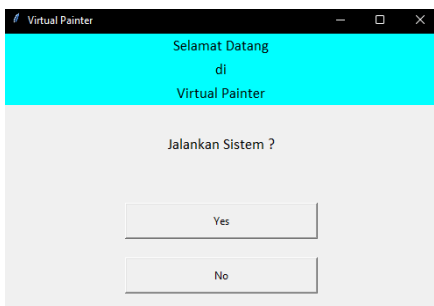 Virtual Painter
Selamat Datang
di
Virtual Painter
Jalankan Sistem ?
Yes
No